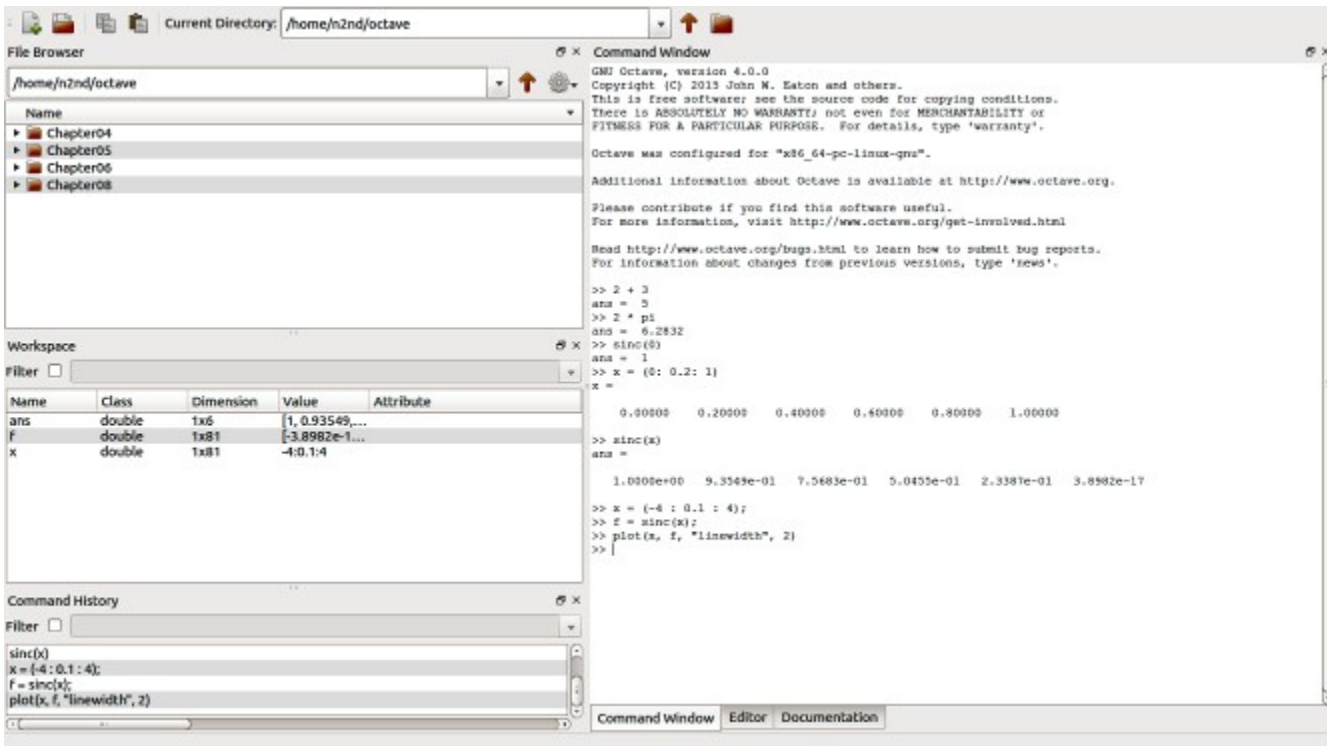 Current Directory: /home/n2nd/octave
File Browser
/home/n2nd/octave
Name
Chapter04
Chapter05
Chapter06
Chapter08
Workspace
Filter
Name Class Dimension Value Attribute
ans double 1x6 [1, 0.93549,...
f double 1x81 [-3.8982e-1...
x double 1x81 -4:0.1:4
Command History
Filter
sinc(x)
x = (-4 : 0.1 : 4);
f = sinc(x);
plot(x, f, "linewidth", 2)
Command Window
GNU Octave, version 4.0.0
Copyright (C) 2015 John W. Eaton and others.
This is free software; see the source code for copying conditions.
There is ABSOLUTELY NO WARRANTY; not even for MERCHANTABILITY or
FITNESS FOR A PARTICULAR PURPOSE. For details, type 'warranty'.
Octave was configured for "x86_64-pc-linux-gnu".
Additional information about Octave is available at http://www.octave.org.
Please contribute if you find this software useful.
For more information, visit http://www.octave.org/get-involved.html
Read http://www.octave.org/bugs.html to learn how to submit bug reports.
For information about changes from previous versions, type 'news'.
>> 2 + 3
ans = 5
>> 2 * pi
ans = 6.2832
>> sinc(0)
ans = 1
>> x = (0: 0.2: 1)
x =
0.00000 0.20000 0.40000 0.60000 0.80000 1.00000
>> sinc(x)
ans =
1.0000e+00 9.3549e-01 7.5683e-01 5.0455e-01 2.3387e-01 3.8982e-17
>> x = (-4 : 0.1 : 4);
>> f = sinc(x);
>> plot(x, f, "linewidth", 2)
>>
Command Window Editor Documentation